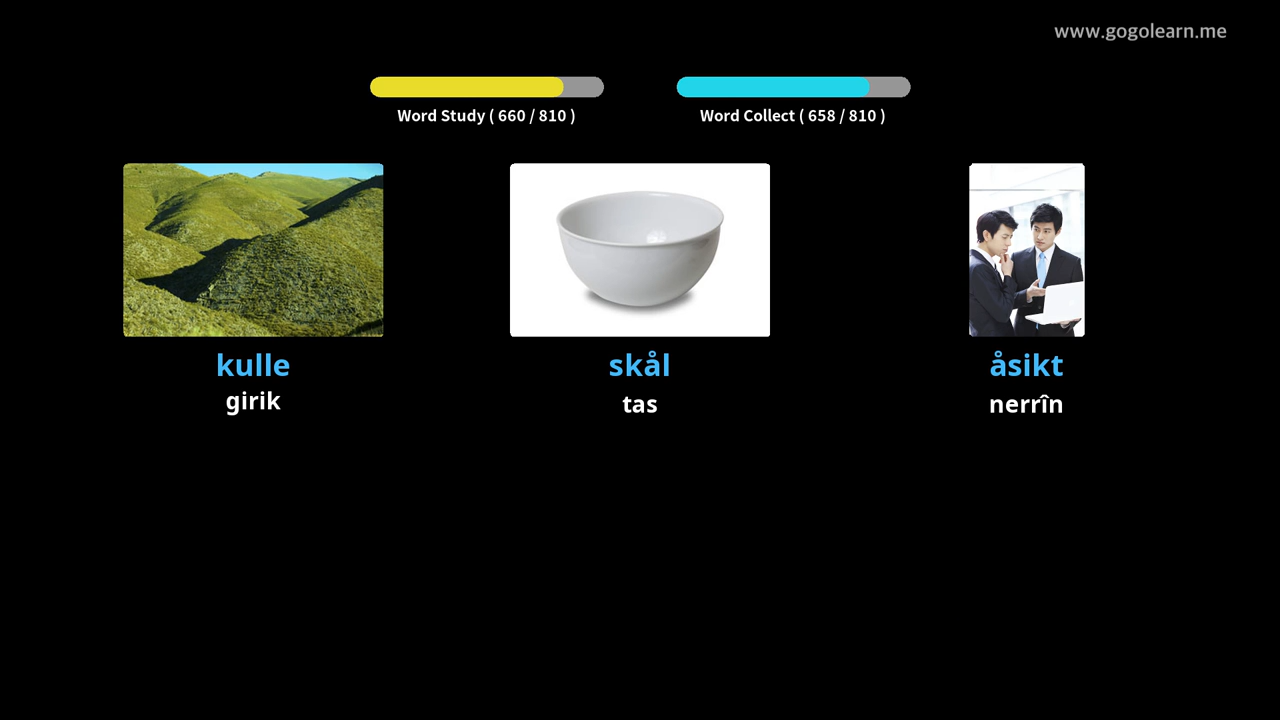 www.gogolearn.me
Word Study ( 660 / 810 )
Word Collect ( 658 / 810 )
kulle
girik
skål
tas
åsikt
nerrîn